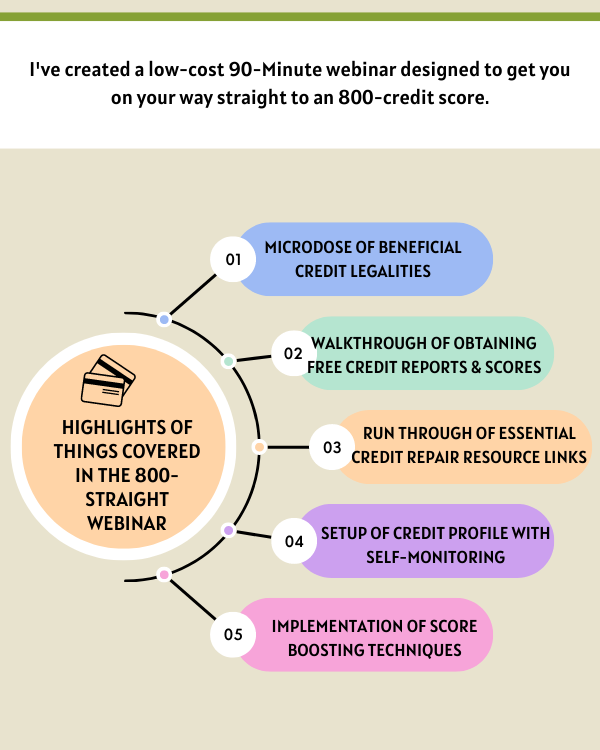 I've created a low-cost 90-Minute webinar designed to get you
on your way straight to an 800-credit score.
01
MICRODOSE OF BENEFICIAL
CREDIT LEGALITIES
02
WALKTHROUGH OF OBTAINING
FREE CREDIT REPORTS & SCORES
HIGHLIGHTS OF
THINGS COVERED
IN THE 800-
STRAIGHT
WEBINAR
03
RUN THROUGH OF ESSENTIAL
CREDIT REPAIR RESOURCE LINKS
04
SETUP OF CREDIT PROFILE WITH
SELF-MONITORING
05
IMPLEMENTATION OF SCORE
BOOSTING TECHNIQUES